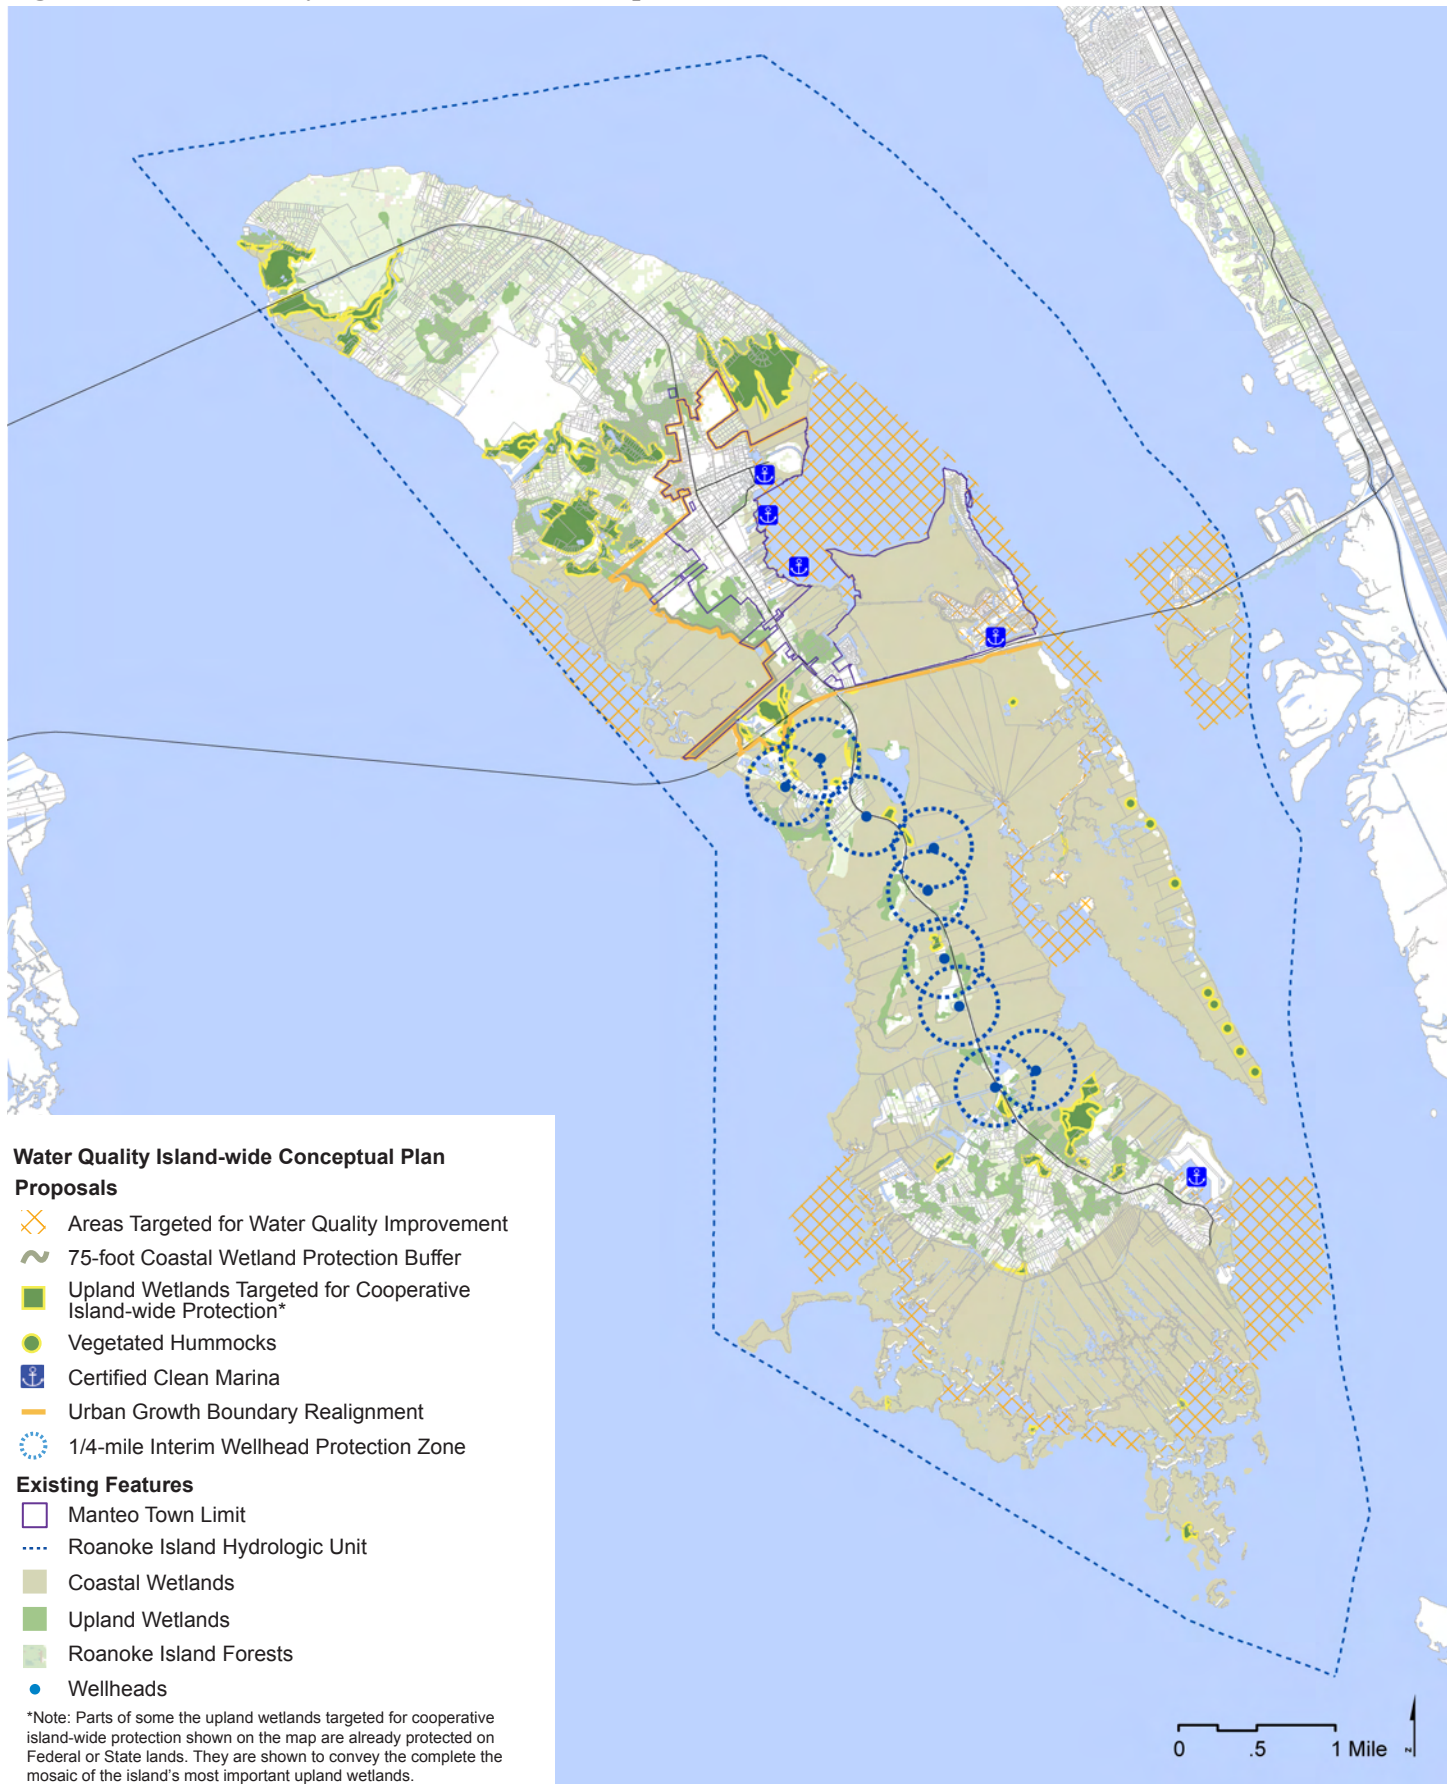 Water Quality Island-wide Conceptual Plan
Proposals
Areas Targeted for Water Quality Improvement
75-foot Coastal Wetland Protection Buffer
Upland Wetlands Targeted for Cooperative
Island-wide Protection*
Vegetated Hummocks
Certified Clean Marina
Urban Growth Boundary Realignment
1/4-mile Interim Wellhead Protection Zone
Existing Features
Manteo Town Limit
Roanoke Island Hydrologic Unit
Coastal Wetlands
Upland Wetlands
Roanoke Island Forests
Wellheads
*Note: Parts of some the upland wetlands targeted for cooperative
island-wide protection shown on the map are already protected on
Federal or State lands. They are shown to convey the complete the
mosaic of the island's most important upland wetlands.
0 .5 1 Mile
N